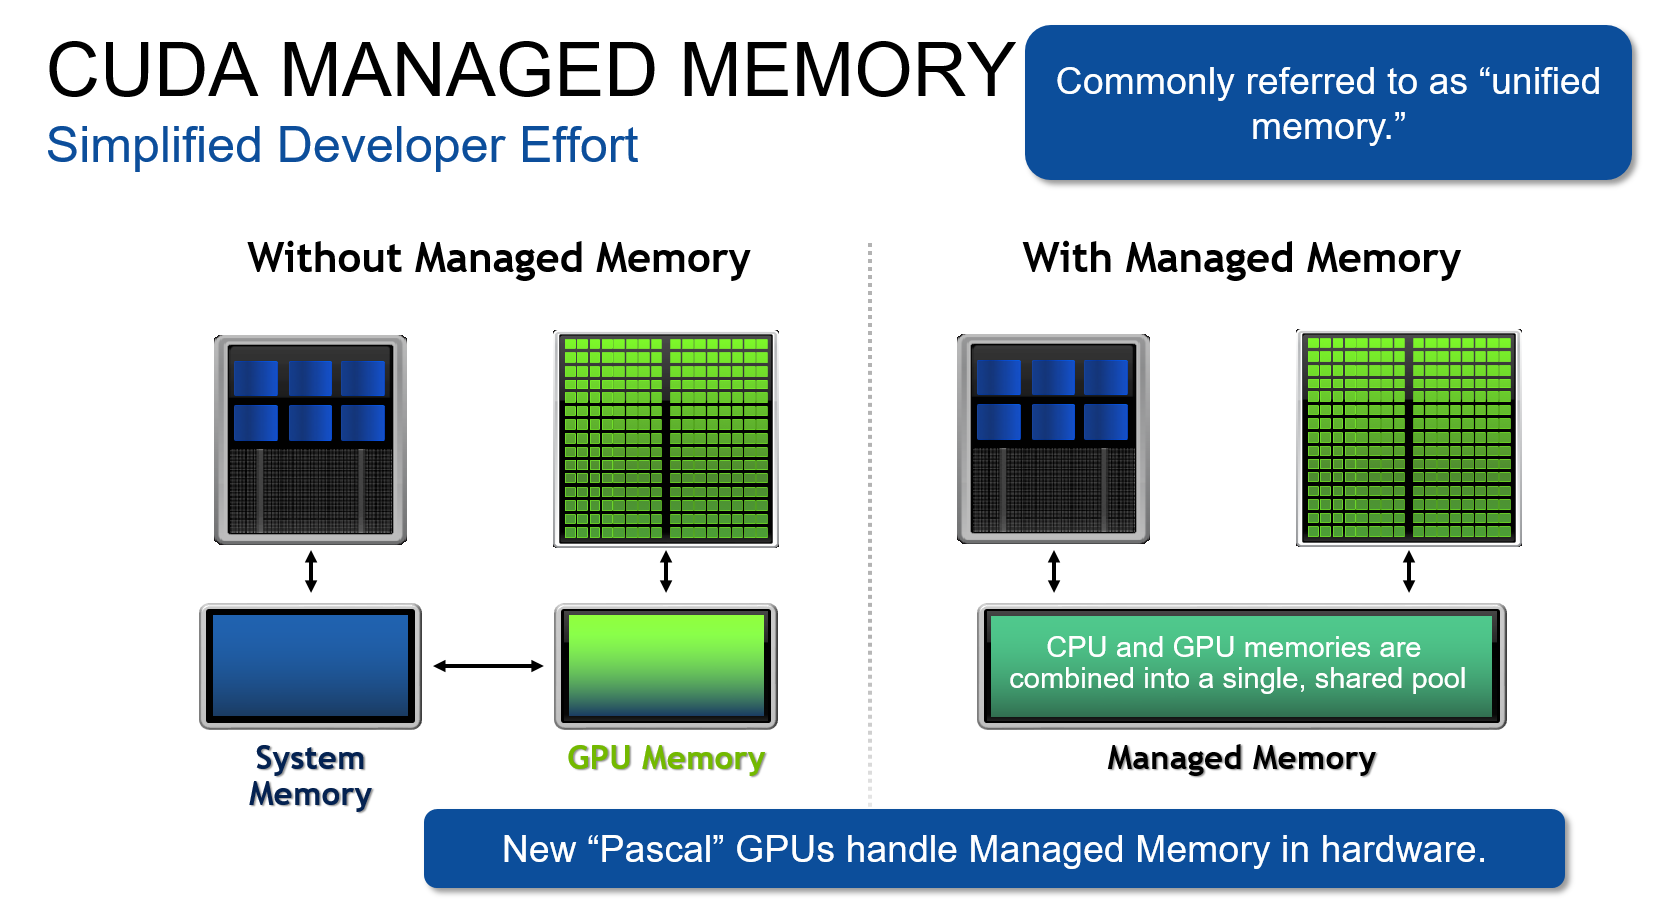 CUDA MANAGED MEMORY
Simplified Developer Effort
Commonly referred to as “unified
memory.”
Without Managed Memory
With Managed Memory
CPU and GPU memories are
combined into a single, shared pool
System
Memory
GPU Memory
Managed Memory
New “Pascal” GPUs handle Managed Memory in hardware.